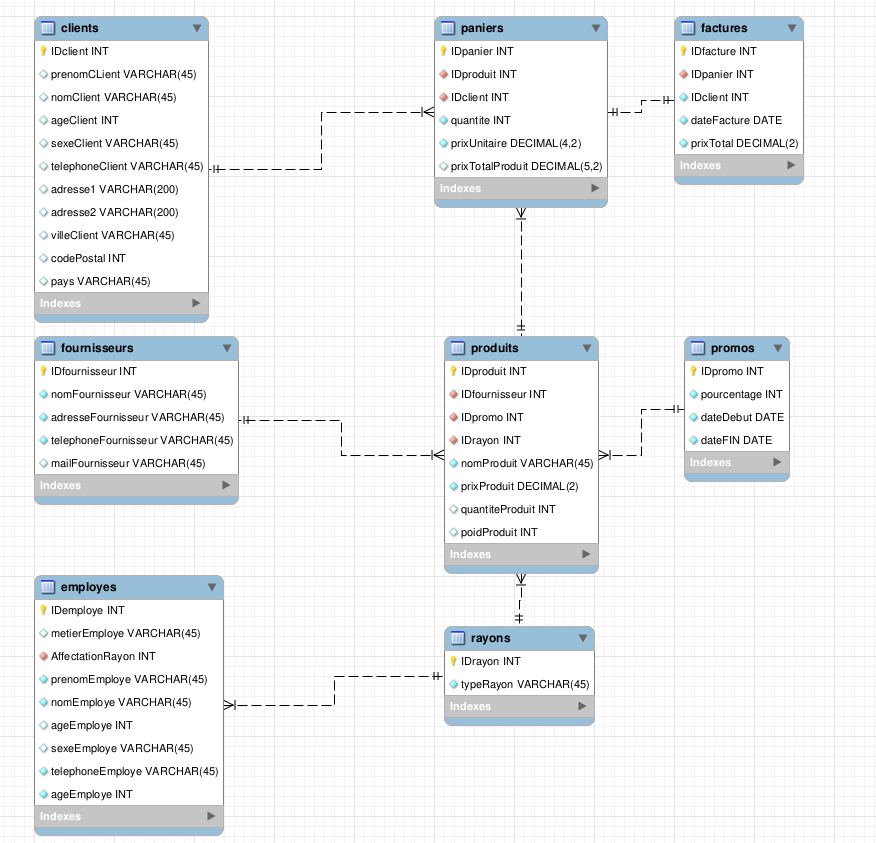 clients
IDclient INT
prenomCLient VARCHAR(45)
nomClient VARCHAR(45)
ageClient INT
sexeClient VARCHAR(45)
telephoneClient VARCHAR(45)
adresse1 VARCHAR(200)
adresse2 VARCHAR(200)
villeClient VARCHAR(45)
codePostal INT
pays VARCHAR(45)
Indexes
paniers
IDpanier INT
IDproduit INT
IDclient INT
quantite INT
prixUnitaire DECIMAL(4,2)
prixTotalProduit DECIMAL(5,2)
Indexes
factures
IDfacture INT
IDpanier INT
IDclient INT
dateFacture DATE
prixTotal DECIMAL(2)
Indexes
fournisseurs
IDfournisseur INT
nomFournisseur VARCHAR(45)
adresseFournisseur VARCHAR(45)
telephoneFournisseur VARCHAR(45)
mailFournisseur VARCHAR(45)
Indexes
produits
IDproduit INT
IDfournisseur INT
IDpromo INT
IDrayon INT
nomProduit VARCHAR(45)
prixProduit DECIMAL(2)
quantiteProduit INT
poidProduit INT
Indexes
promos
IDpromo INT
pourcentage INT
dateDebut DATE
dateFIN DATE
Indexes
employes
IDemploye INT
metierEmploye VARCHAR(45)
AffectationRayon INT
prenomEmploye VARCHAR(45)
nomEmploye VARCHAR(45)
ageEmploye INT
sexeEmploye VARCHAR(45)
telephoneEmploye VARCHAR(45)
ageEmploye INT
Indexes
rayons
IDrayon INT
typeRayon VARCHAR(45)
Indexes